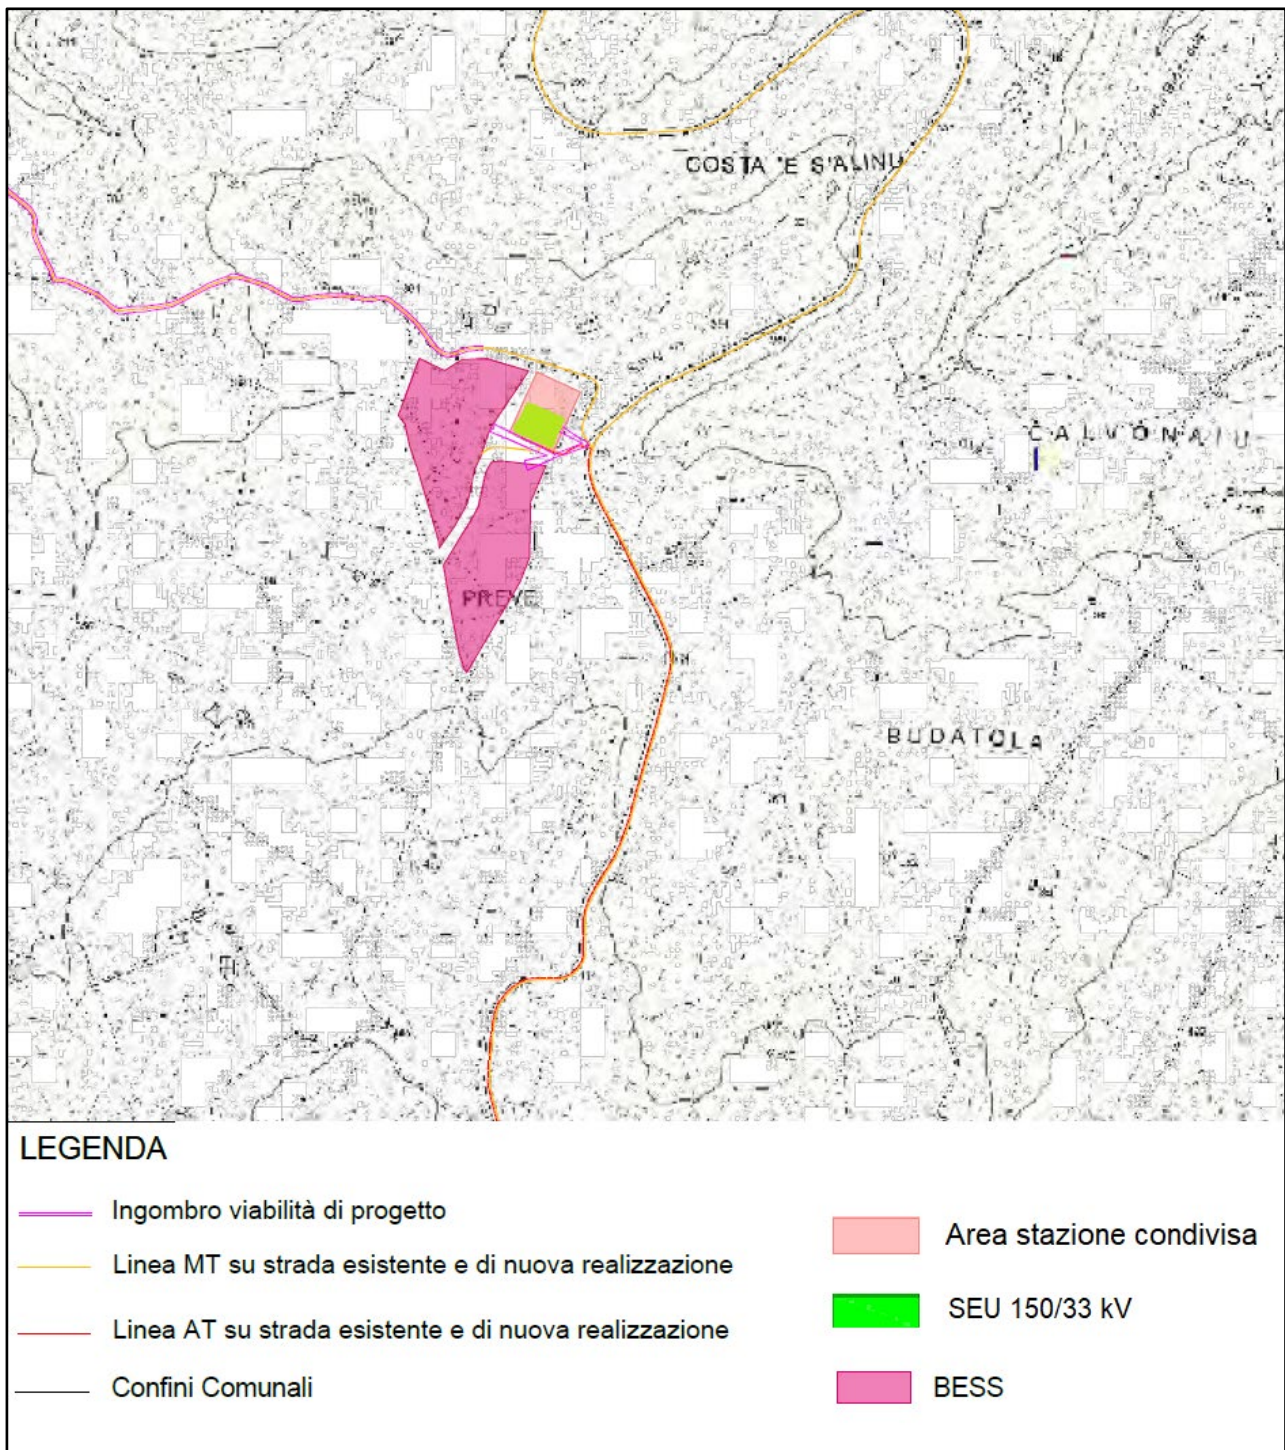 COSTA 'E S'ALINU
CALVONAIU
PREVE
BUDATOLA
LEGENDA
Ingombro viabilità di progetto
Linea MT su strada esistente e di nuova realizzazione
Linea AT su strada esistente e di nuova realizzazione
Confini Comunali
Area stazione condivisa
SEU 150/33 kV
BESS